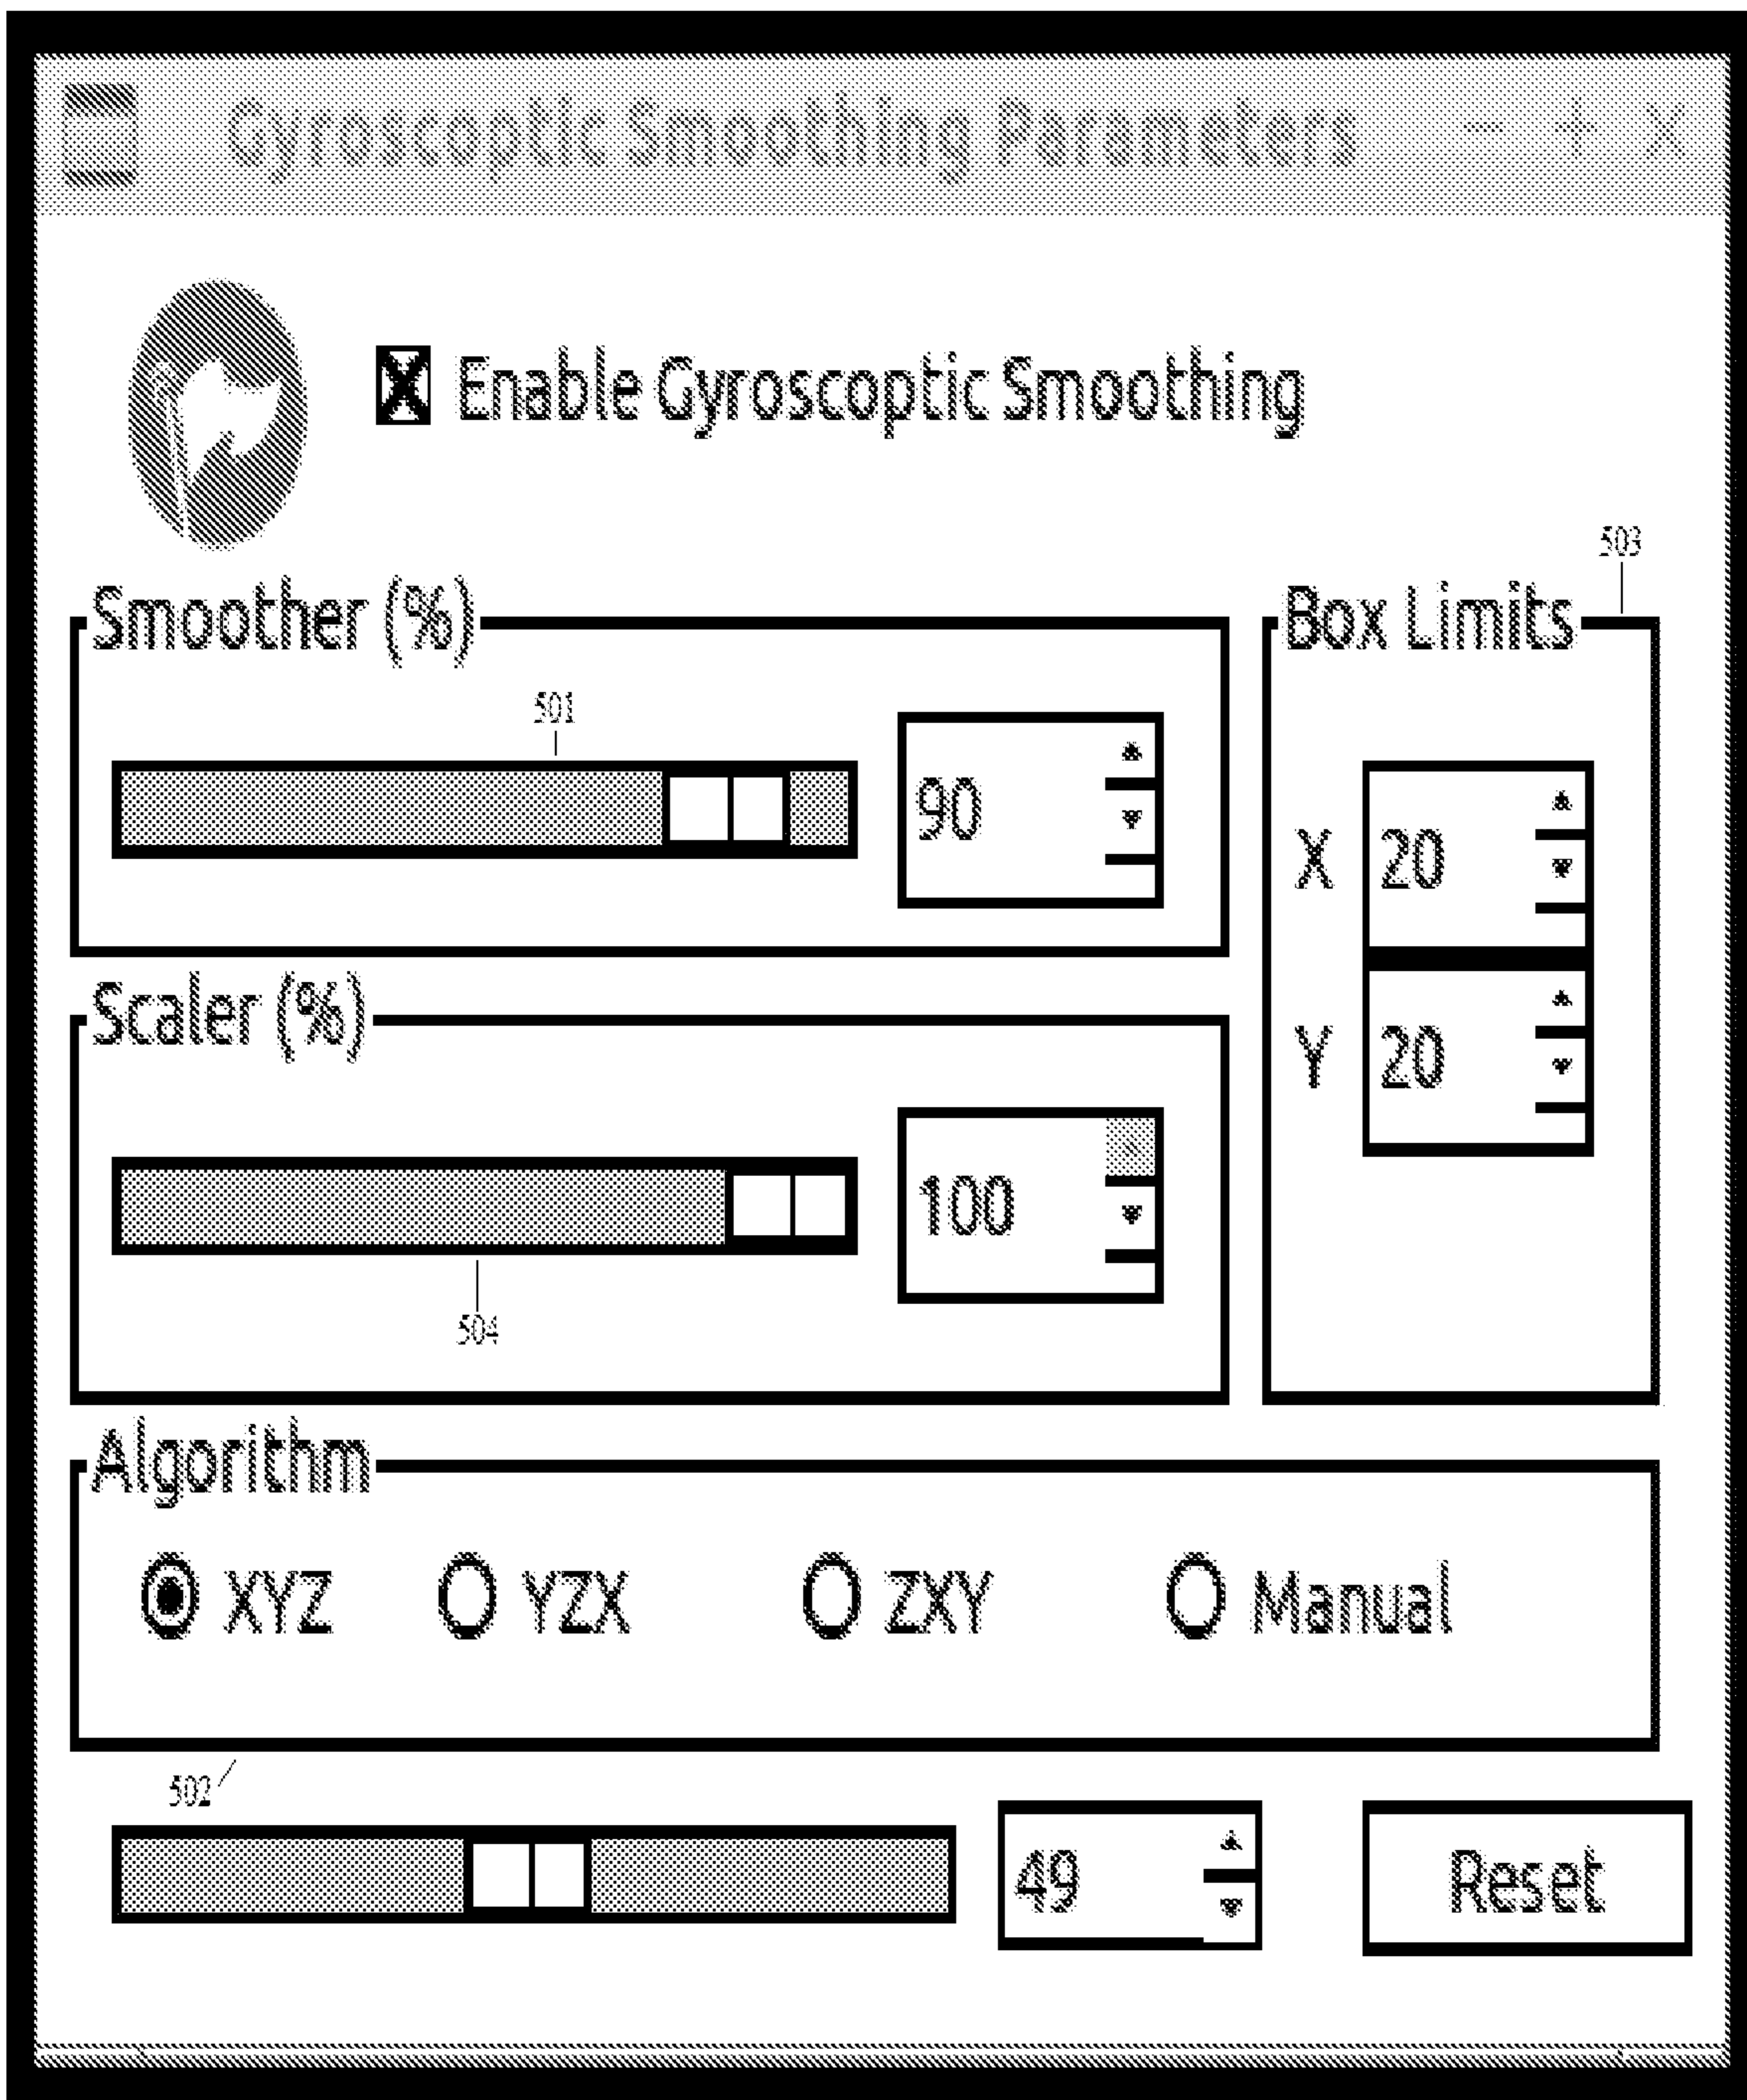 Gyroscoptic Smoothing Parameters − + X
X Enable Gyroscoptic Smoothing
503
Smoother (%)
Box Limits
501
90
X 20
Scaler (%)
Y 20
100
504
Algorithm
XYZ YZX ZXY Manual
502
49
Reset